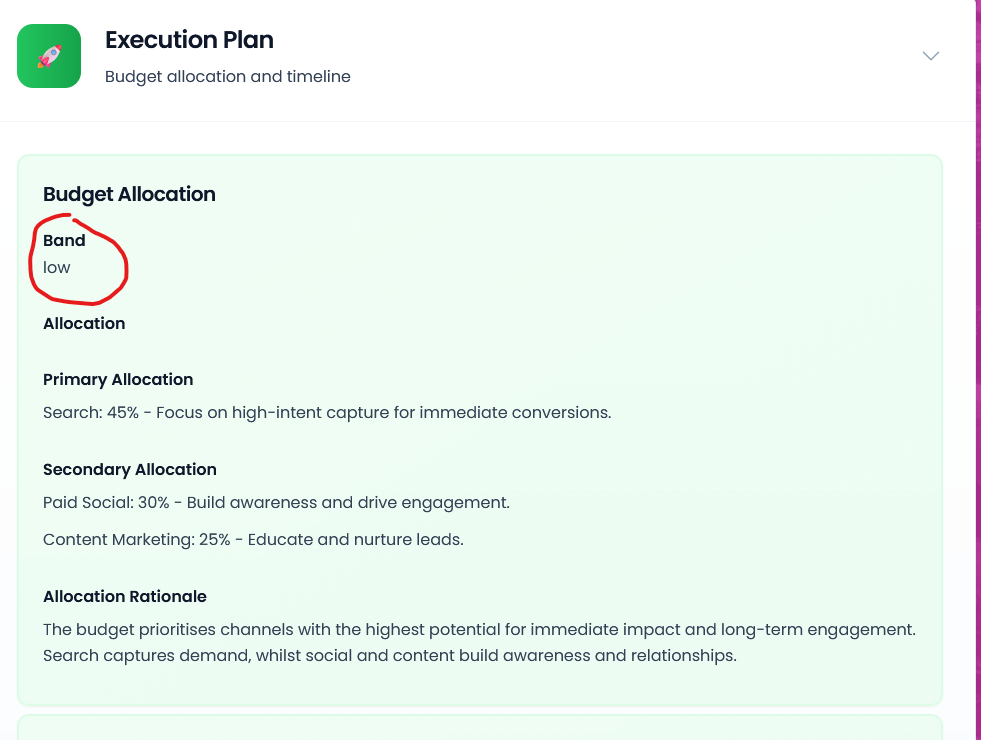 Execution Plan
Budget allocation and timeline
Budget Allocation
Band
low
Allocation
Primary Allocation
Search: 45% - Focus on high-intent capture for immediate conversions.
Secondary Allocation
Paid Social: 30% - Build awareness and drive engagement.
Content Marketing: 25% - Educate and nurture leads.
Allocation Rationale
The budget prioritises channels with the highest potential for immediate impact and long-term engagement.
Search captures demand, whilst social and content build awareness and relationships.